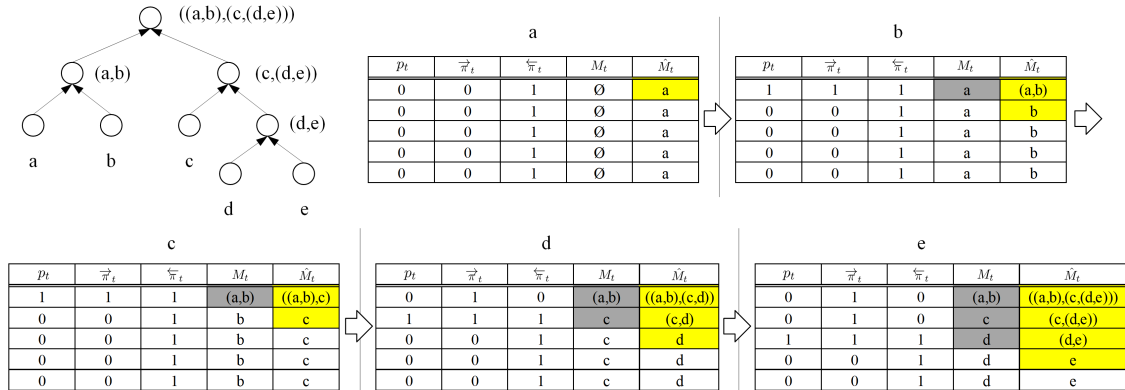 ((a,b),(c,(d,e)))
(a,b)
(c,(d,e))
(d,e)
a b c
d e
a
p_t →π_t ←π_t M_t M̂_t
0 0 1 Ø a
0 0 1 Ø a
0 0 1 Ø a
0 0 1 Ø a
0 0 1 Ø a
b
p_t →π_t ←π_t M_t M̂_t
1 1 1 a (a,b)
0 0 1 a b
0 0 1 a b
0 0 1 a b
0 0 1 a b
c
p_t →π_t ←π_t M_t M̂_t
1 1 1 (a,b) ((a,b),c)
0 0 1 b c
0 0 1 b c
0 0 1 b c
0 0 1 b c
d
p_t →π_t ←π_t M_t M̂_t
0 1 0 (a,b) ((a,b),(c,d))
1 1 1 c (c,d)
0 0 1 c d
0 0 1 c d
0 0 1 c d
e
p_t →π_t ←π_t M_t M̂_t
0 1 0 (a,b) ((a,b),(c,(d,e)))
0 1 0 c (c,(d,e))
1 1 1 d (d,e)
0 0 1 d e
0 0 1 d e